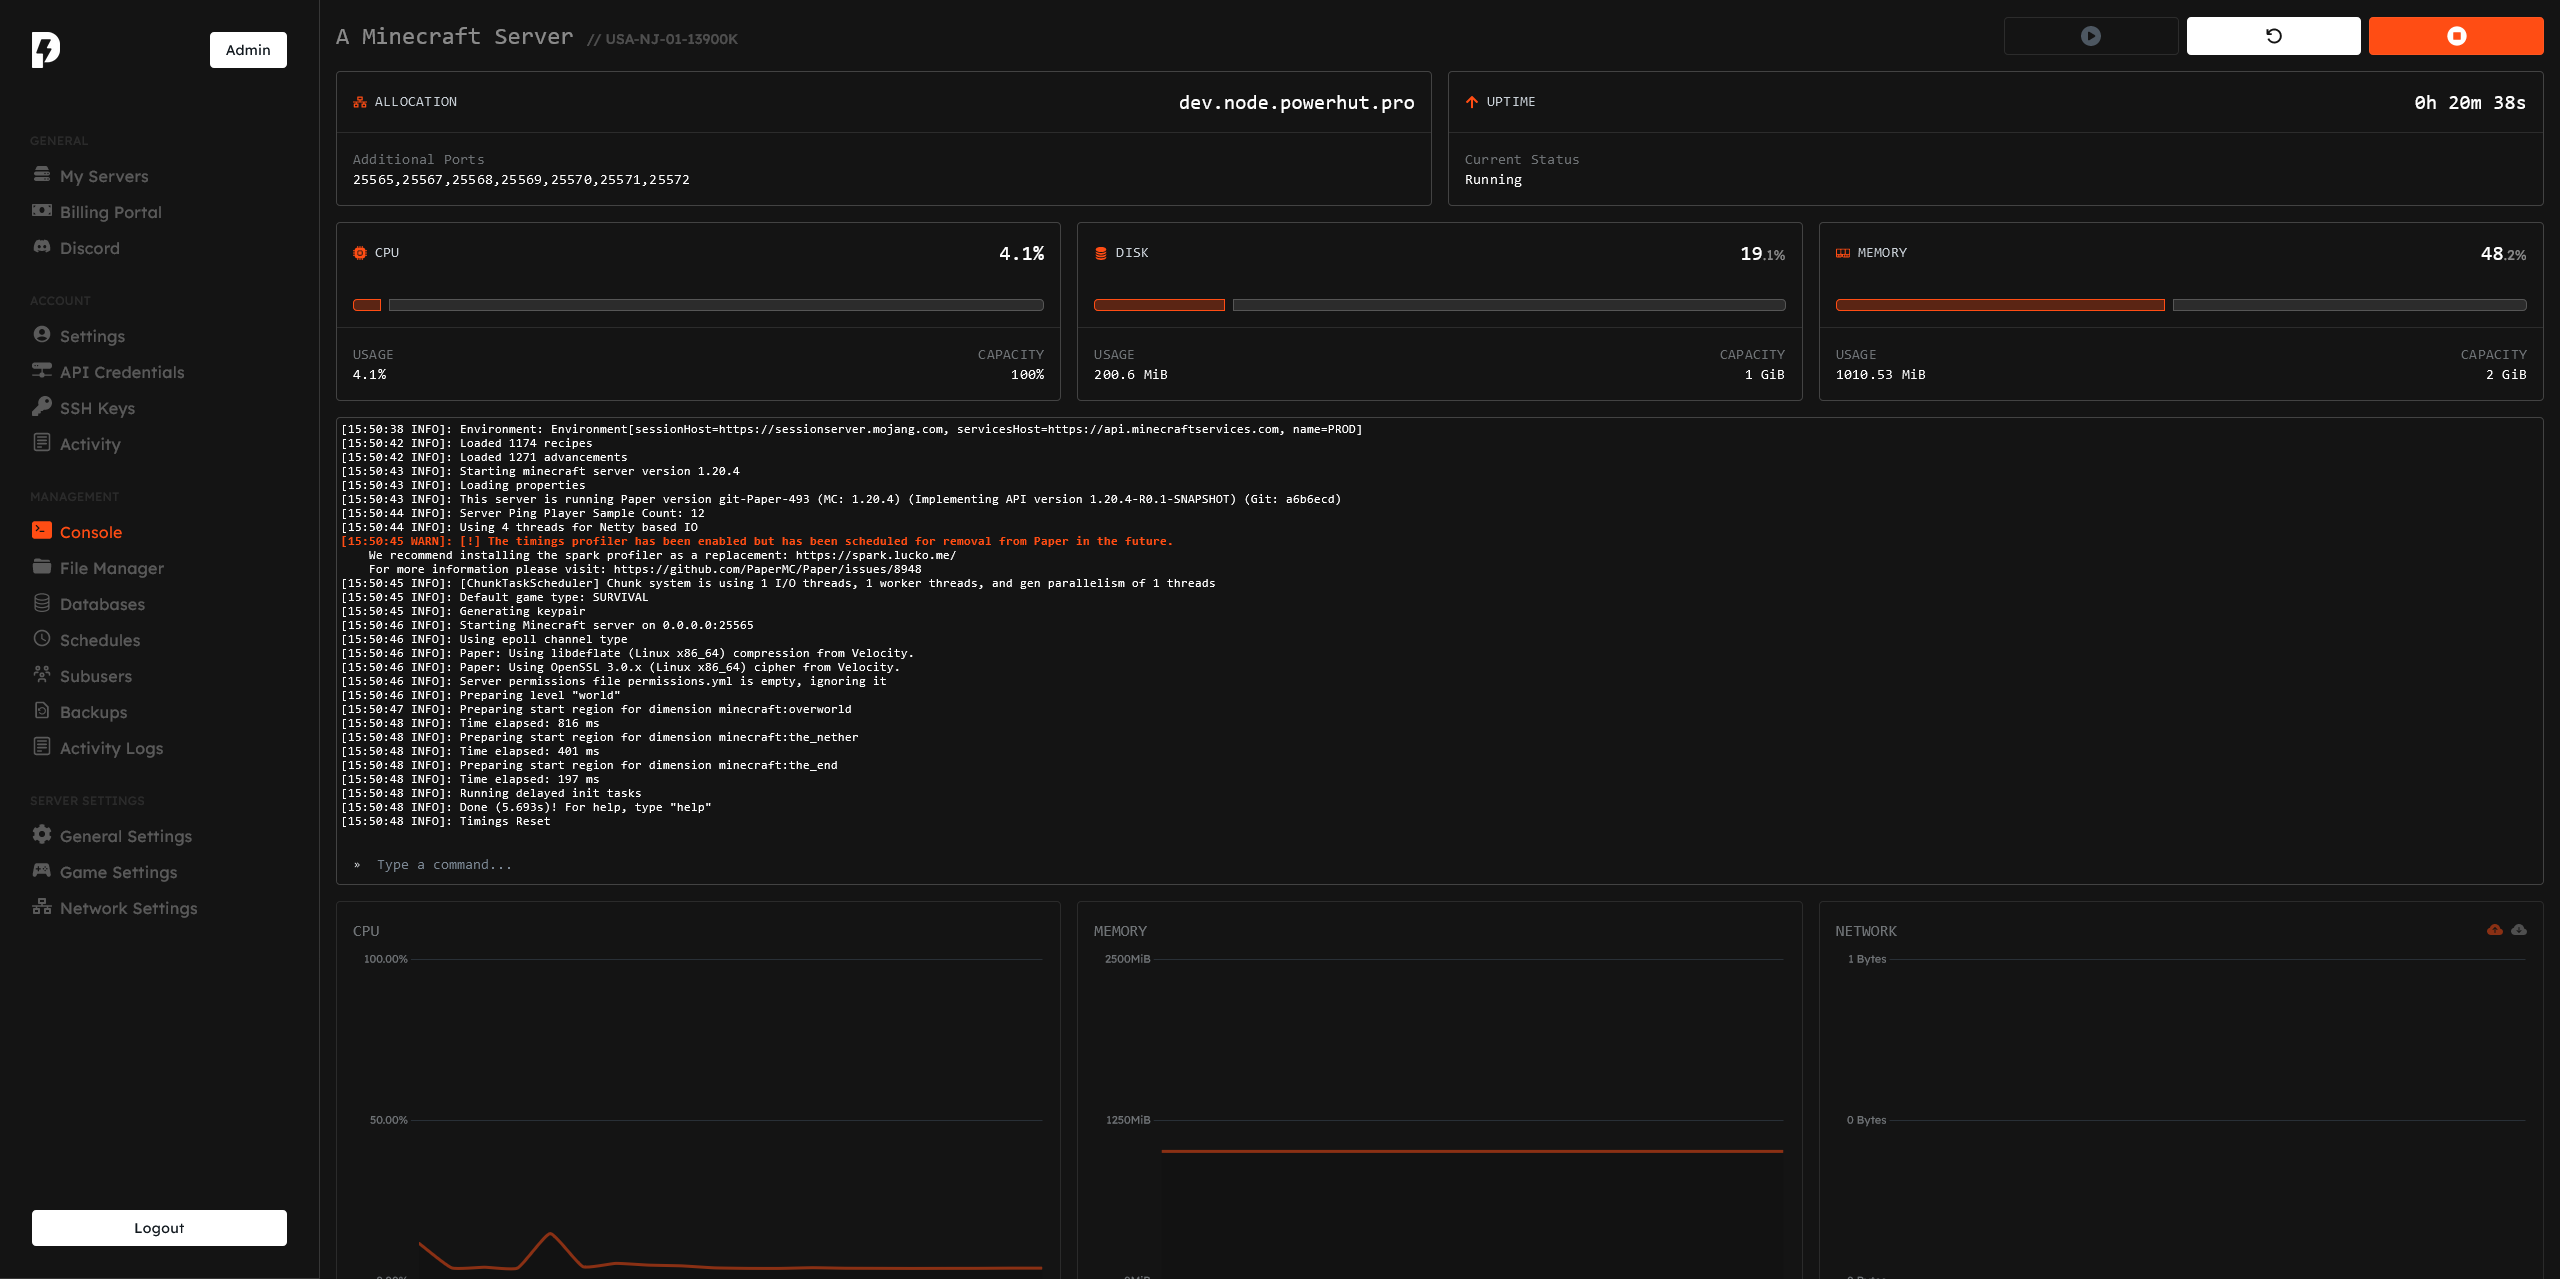 Admin
GENERAL
My Servers
Billing Portal
Discord
ACCOUNT
Settings
API Credentials
SSH Keys
Activity
MANAGEMENT
Console
File Manager
Databases
Schedules
Subusers
Backups
Activity Logs
SERVER SETTINGS
General Settings
Game Settings
Network Settings
Logout
A Minecraft Server // USA-NJ-01-13900K
ALLOCATION dev.node.powerhut.pro
Additional Ports
25565,25567,25568,25569,25570,25571,25572
UPTIME 0h 20m 38s
Current Status
Running
CPU 4.1%
USAGE CAPACITY
4.1% 100%
DISK 19.1%
USAGE CAPACITY
200.6 MiB 1 GiB
MEMORY 48.2%
USAGE CAPACITY
1010.53 MiB 2 GiB
[15:50:38 INFO]: Environment: Environment[sessionHost=https://sessionserver.mojang.com, servicesHost=https://api.minecraftservices.com, name=PROD]
[15:50:42 INFO]: Loaded 1174 recipes
[15:50:42 INFO]: Loaded 1271 advancements
[15:50:43 INFO]: Starting minecraft server version 1.20.4
[15:50:43 INFO]: Loading properties
[15:50:43 INFO]: This server is running Paper version git-Paper-493 (MC: 1.20.4) (Implementing API version 1.20.4-R0.1-SNAPSHOT) (Git: a6b6ecd)
[15:50:44 INFO]: Server Ping Player Sample Count: 12
[15:50:44 INFO]: Using 4 threads for Netty based IO
[15:50:45 WARN]: [!] The timings profiler has been enabled but has been scheduled for removal from Paper in the future.
We recommend installing the spark profiler as a replacement: https://spark.lucko.me/
For more information please visit: https://github.com/PaperMC/Paper/issues/8948
[15:50:45 INFO]: [ChunkTaskScheduler] Chunk system is using 1 I/O threads, 1 worker threads, and gen parallelism of 1 threads
[15:50:45 INFO]: Default game type: SURVIVAL
[15:50:45 INFO]: Generating keypair
[15:50:46 INFO]: Starting Minecraft server on 0.0.0.0:25565
[15:50:46 INFO]: Using epoll channel type
[15:50:46 INFO]: Paper: Using libdeflate (Linux x86_64) compression from Velocity.
[15:50:46 INFO]: Paper: Using OpenSSL 3.0.x (Linux x86_64) cipher from Velocity.
[15:50:46 INFO]: Server permissions file permissions.yml is empty, ignoring it
[15:50:46 INFO]: Preparing level "world"
[15:50:47 INFO]: Preparing start region for dimension minecraft:overworld
[15:50:48 INFO]: Time elapsed: 816 ms
[15:50:48 INFO]: Preparing start region for dimension minecraft:the_nether
[15:50:48 INFO]: Time elapsed: 401 ms
[15:50:48 INFO]: Preparing start region for dimension minecraft:the_end
[15:50:48 INFO]: Time elapsed: 197 ms
[15:50:48 INFO]: Running delayed init tasks
[15:50:48 INFO]: Done (5.693s)! For help, type "help"
[15:50:48 INFO]: Timings Reset
» Type a command...
CPU
100.00%
50.00%
MEMORY
2500MiB
1250MiB
NETWORK
1 Bytes
0 Bytes